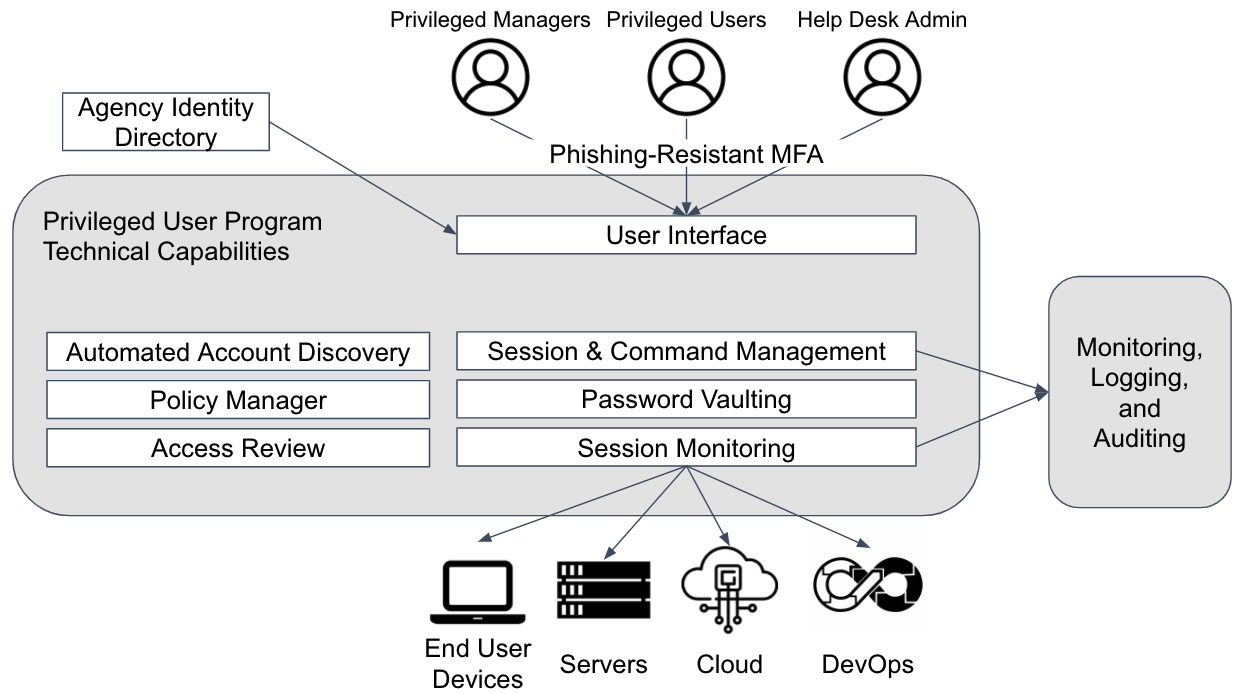 Privileged Managers
Privileged Users
Help Desk Admin
Agency Identity
Directory
Phishing-Resistant MFA
Privileged User Program
Technical Capabilities
User Interface
Automated Account Discovery
Session & Command Management
Policy Manager
Password Vaulting
Access Review
Session Monitoring
Monitoring,
Logging,
and
Auditing
End User
Devices
Servers
Cloud
DevOps